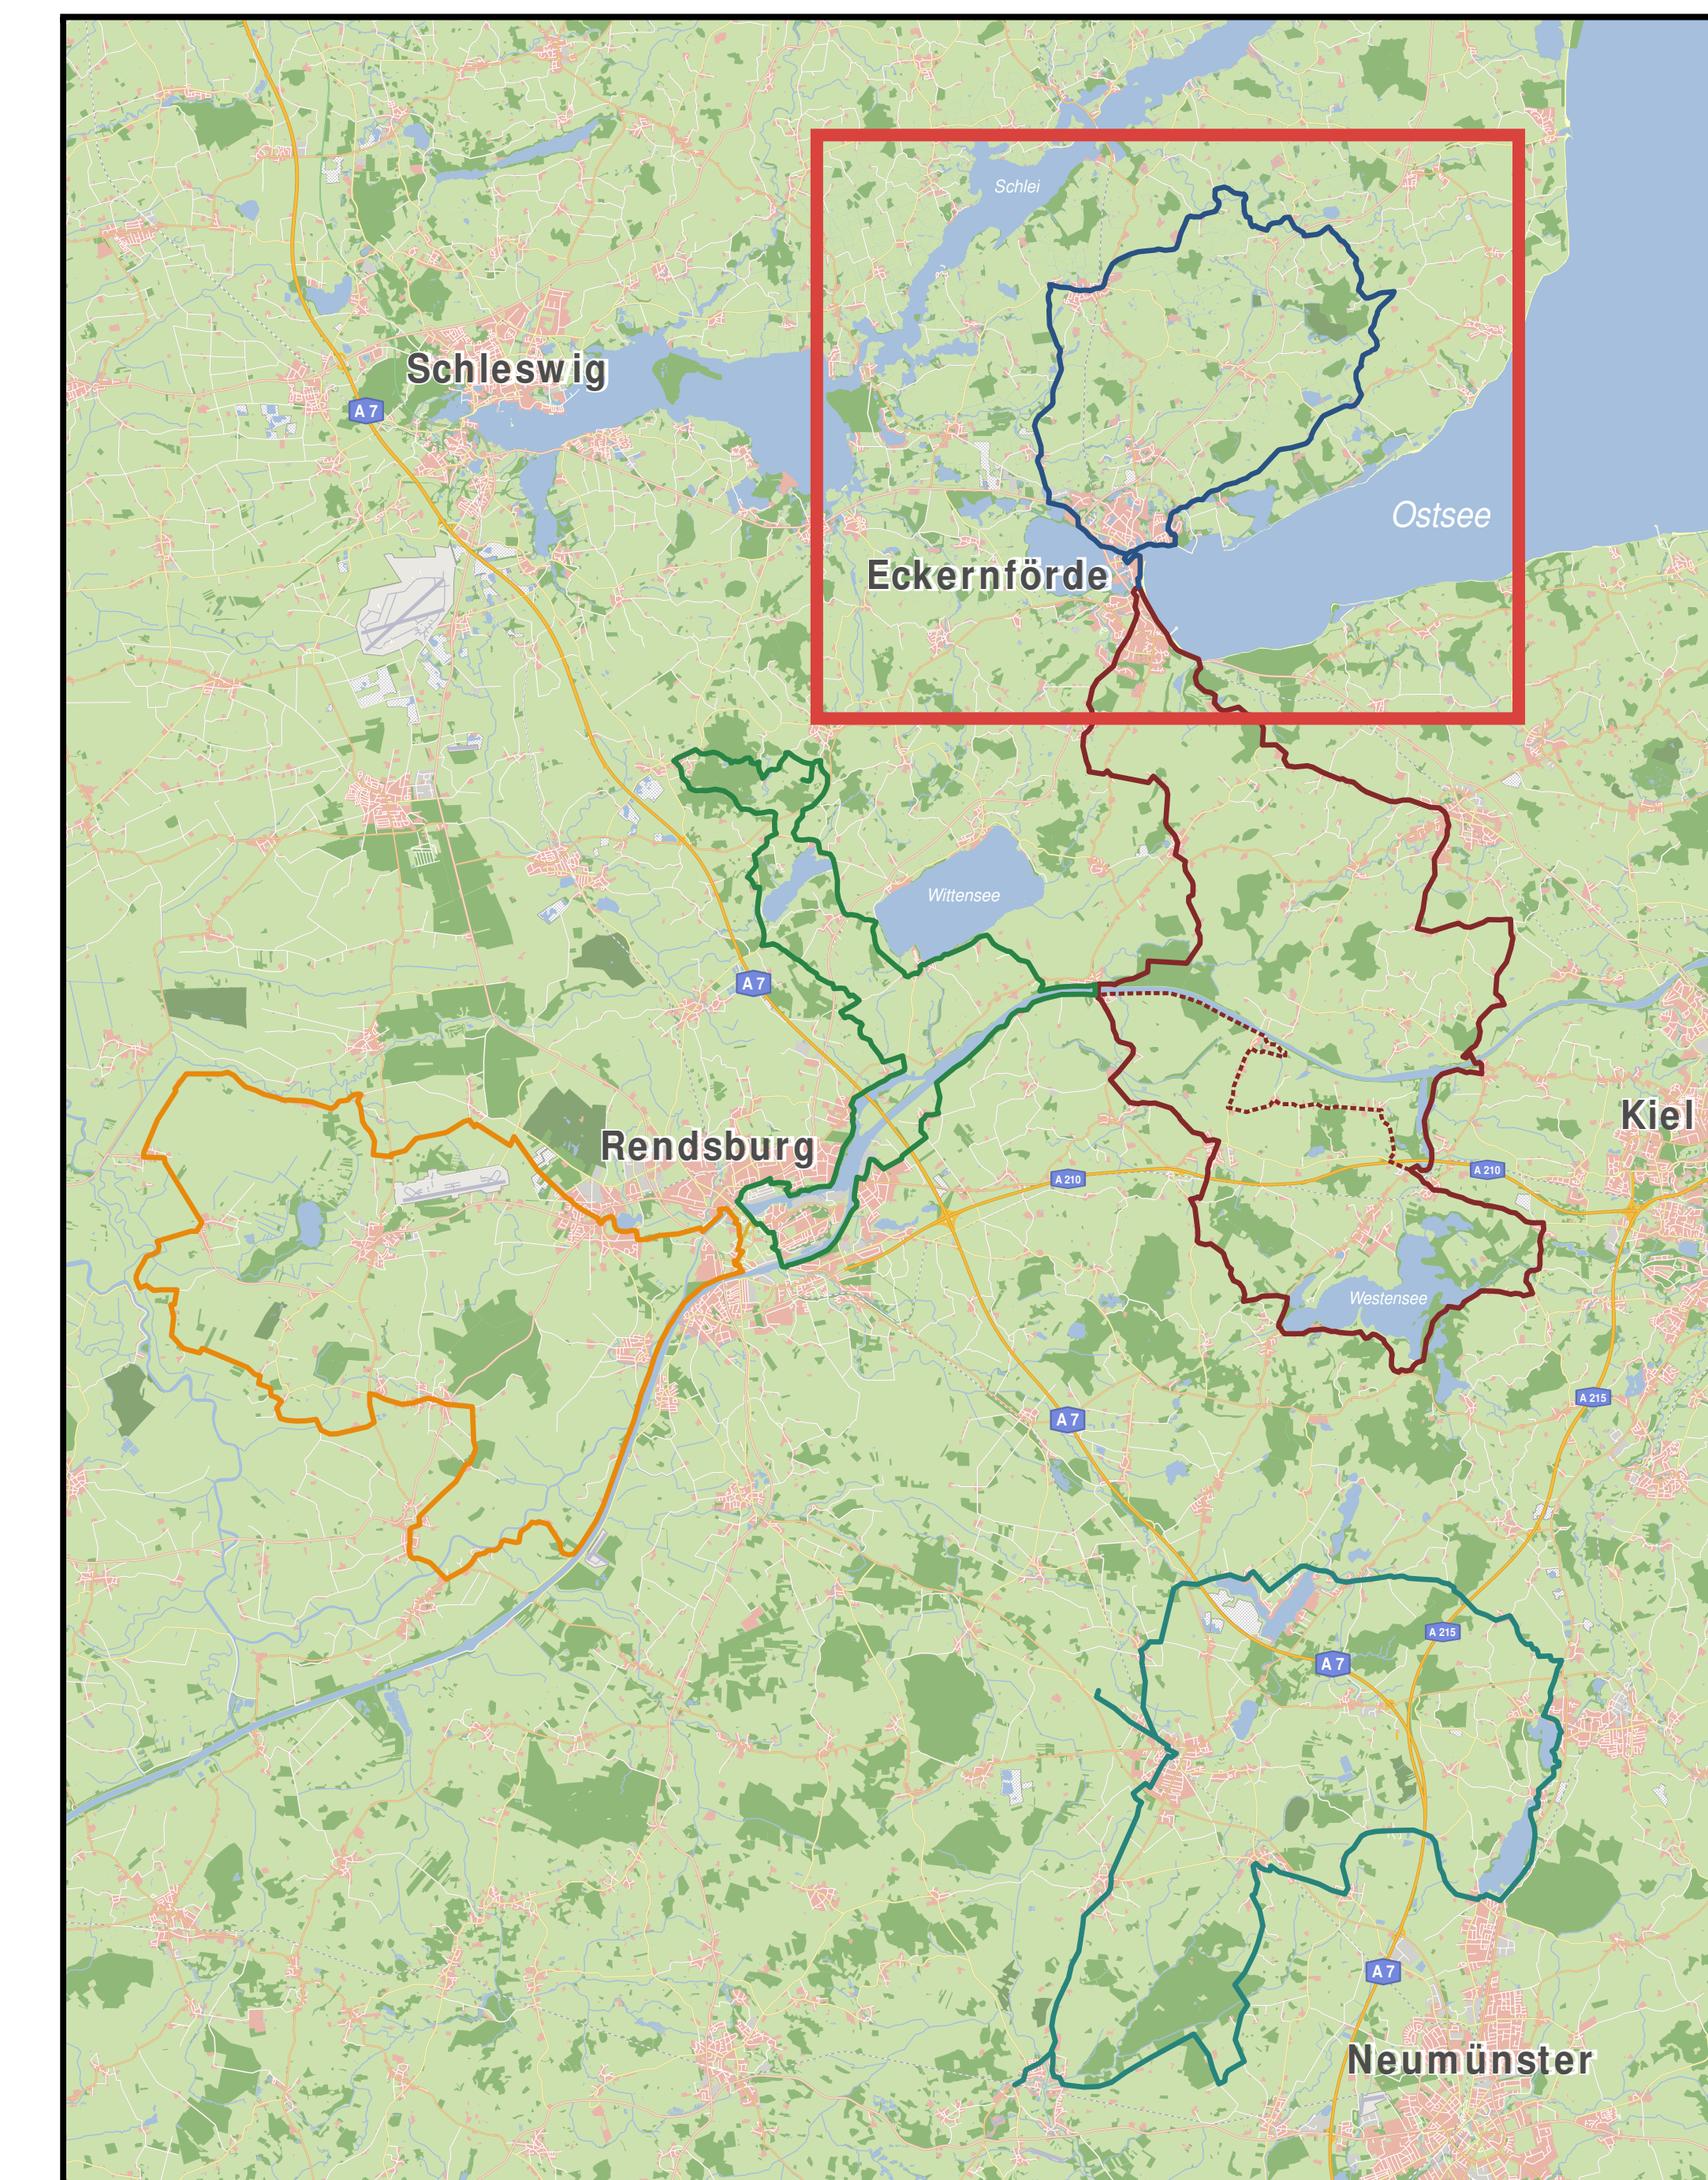 Schlei
Schleswig
A 7
Ostsee
Eckernförde
Wittensee
A 7
Kiel
Rendsburg
A 210
A 210
Westensee
A 215
A 7
A 215
A 7
A 7
Neumünster